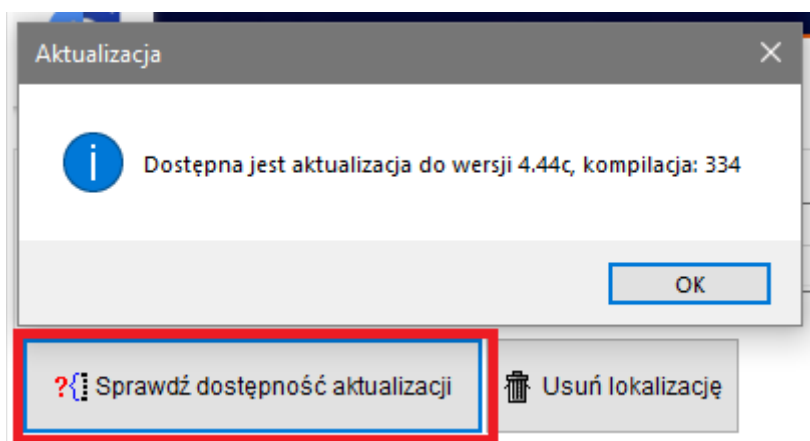 Aktualizacja
Dostępna jest aktualizacja do wersji 4.44c, kompilacja: 334
OK
?{ Sprawdź dostępność aktualizacji
Usuń lokalizację